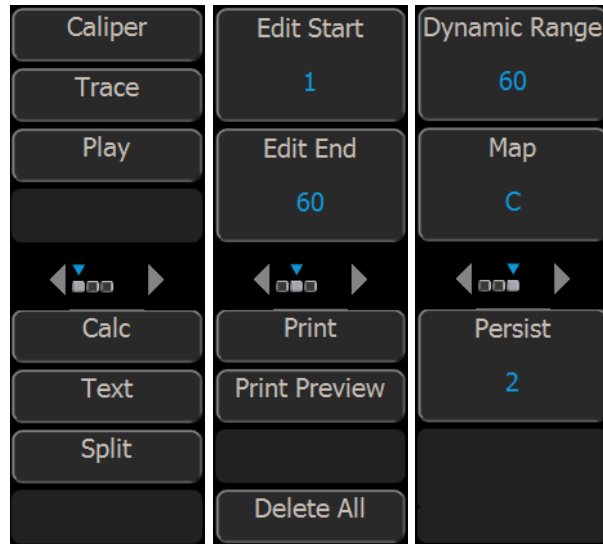 Caliper
Trace
Play
Calc
Text
Split
Edit Start
1
Edit End
60
Print
Print Preview
Delete All
Dynamic Range
60
Map
C
Persist
2